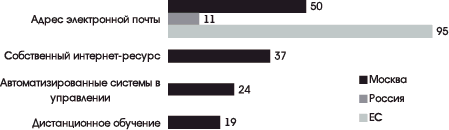 50
Адрес электронной почты
11
95
Собственный интернет-ресурс
37
Автоматизированные системы в
управлении
24
Дистанционное обучение
19
Москва
Россия
ЕС